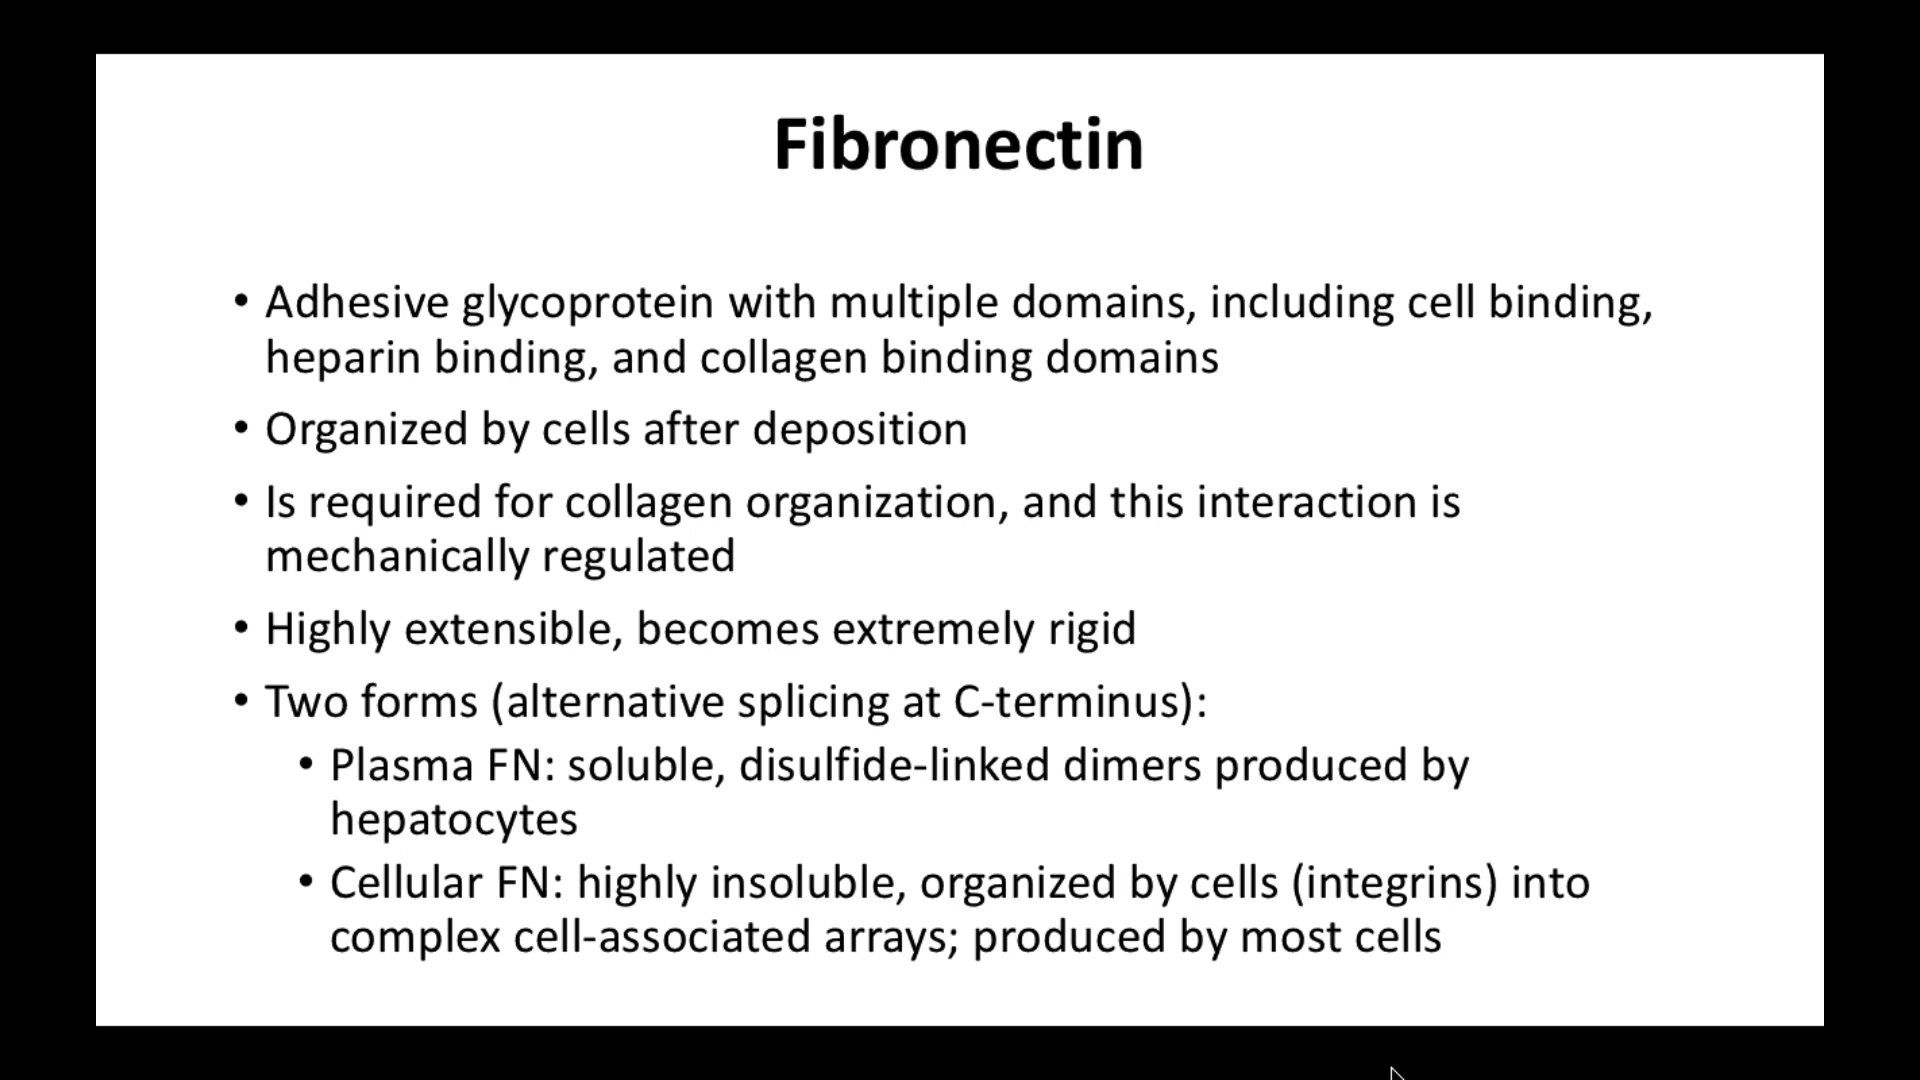 Fibronectin
• Adhesive glycoprotein with multiple domains, including cell binding,
heparin binding, and collagen binding domains
• Organized by cells after deposition
• Is required for collagen organization, and this interaction is
mechanically regulated
• Highly extensible, becomes extremely rigid
• Two forms (alternative splicing at C-terminus):
• Plasma FN: soluble, disulfide-linked dimers produced by
hepatocytes
• Cellular FN: highly insoluble, organized by cells (integrins) into
complex cell-associated arrays; produced by most cells